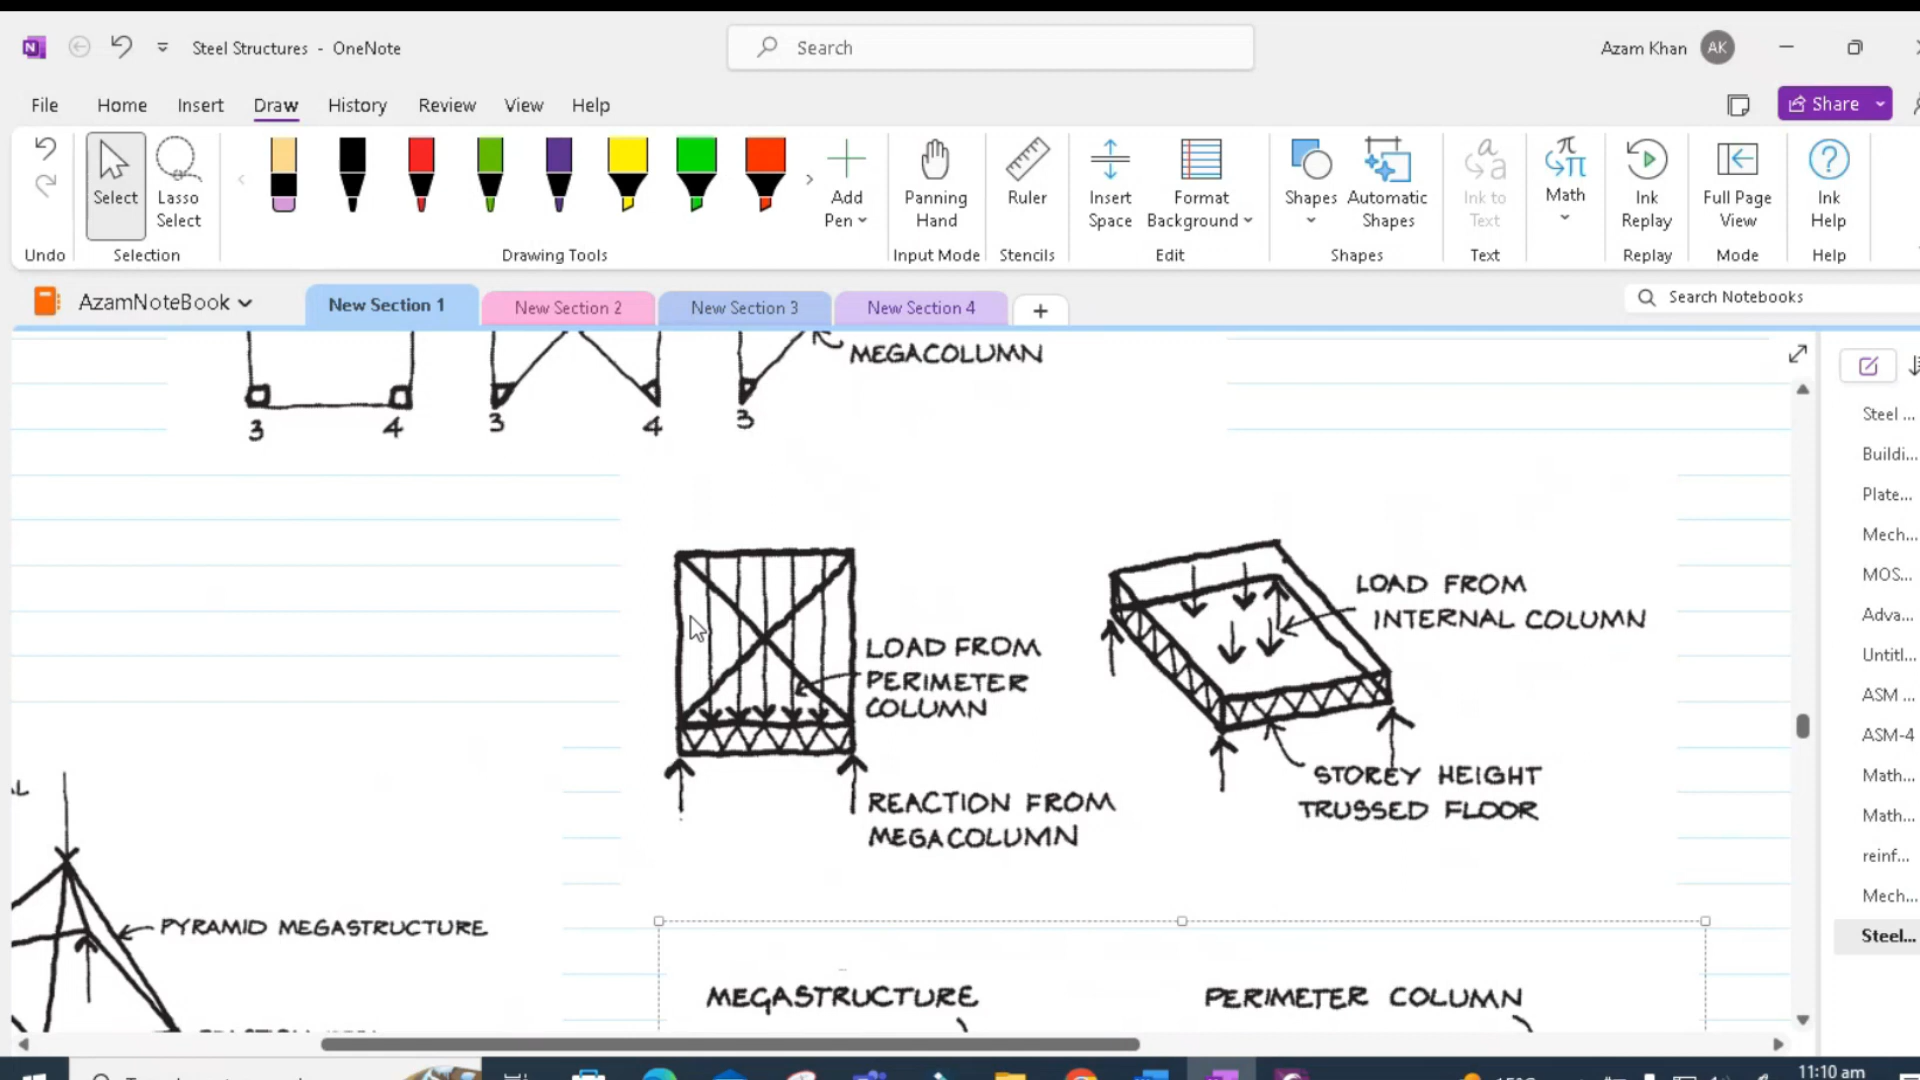 Steel Structures - OneNote
Search
Azam Khan AK
File Home Insert Draw History Review View Help
Share
Select
Lasso Select
Add Pen
Panning Hand
Ruler
Insert Space
Format Background
Shapes
Automatic Shapes
Ink to Text
Math
Ink Replay
Full Page View
Ink Help
Undo Selection Drawing Tools Input Mode Stencils Edit Shapes Text Replay Mode Help
AzamNoteBook New Section 1 New Section 2 New Section 3 New Section 4 +
Search Notebooks
MEGACOLUMN
3 4 3 4 3
LOAD FROM
PERIMETER
COLUMN
REACTION FROM
MEGACOLUMN
LOAD FROM
INTERNAL COLUMN
STOREY HEIGHT
TRUSSED FLOOR
PYRAMID MEGASTRUCTURE
MEGASTRUCTURE
PERIMETER COLUMN
Steel ...
Buildi...
Plate...
Mech...
MOS...
Adva...
Untitl...
ASM ...
ASM-4
Math...
Math...
reinf...
Mech...
Steel...
11:10 am